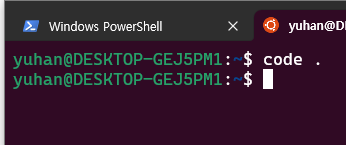 Windows PowerShell
yuhan@D
yuhan@DESKTOP-GEJ5PM1:~$ code .
yuhan@DESKTOP-GEJ5PM1:~$